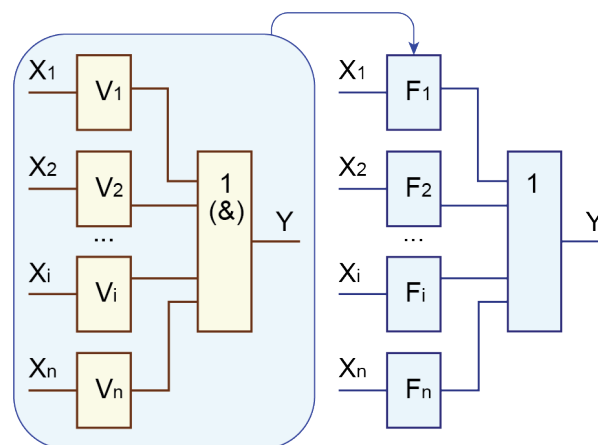 X1
V1
X2
V2
...
Xi
Vi
Xn
Vn
1
(&)
Y
X1
F1
X2
F2
...
Xi
Fi
Xn
Fn
1
Y